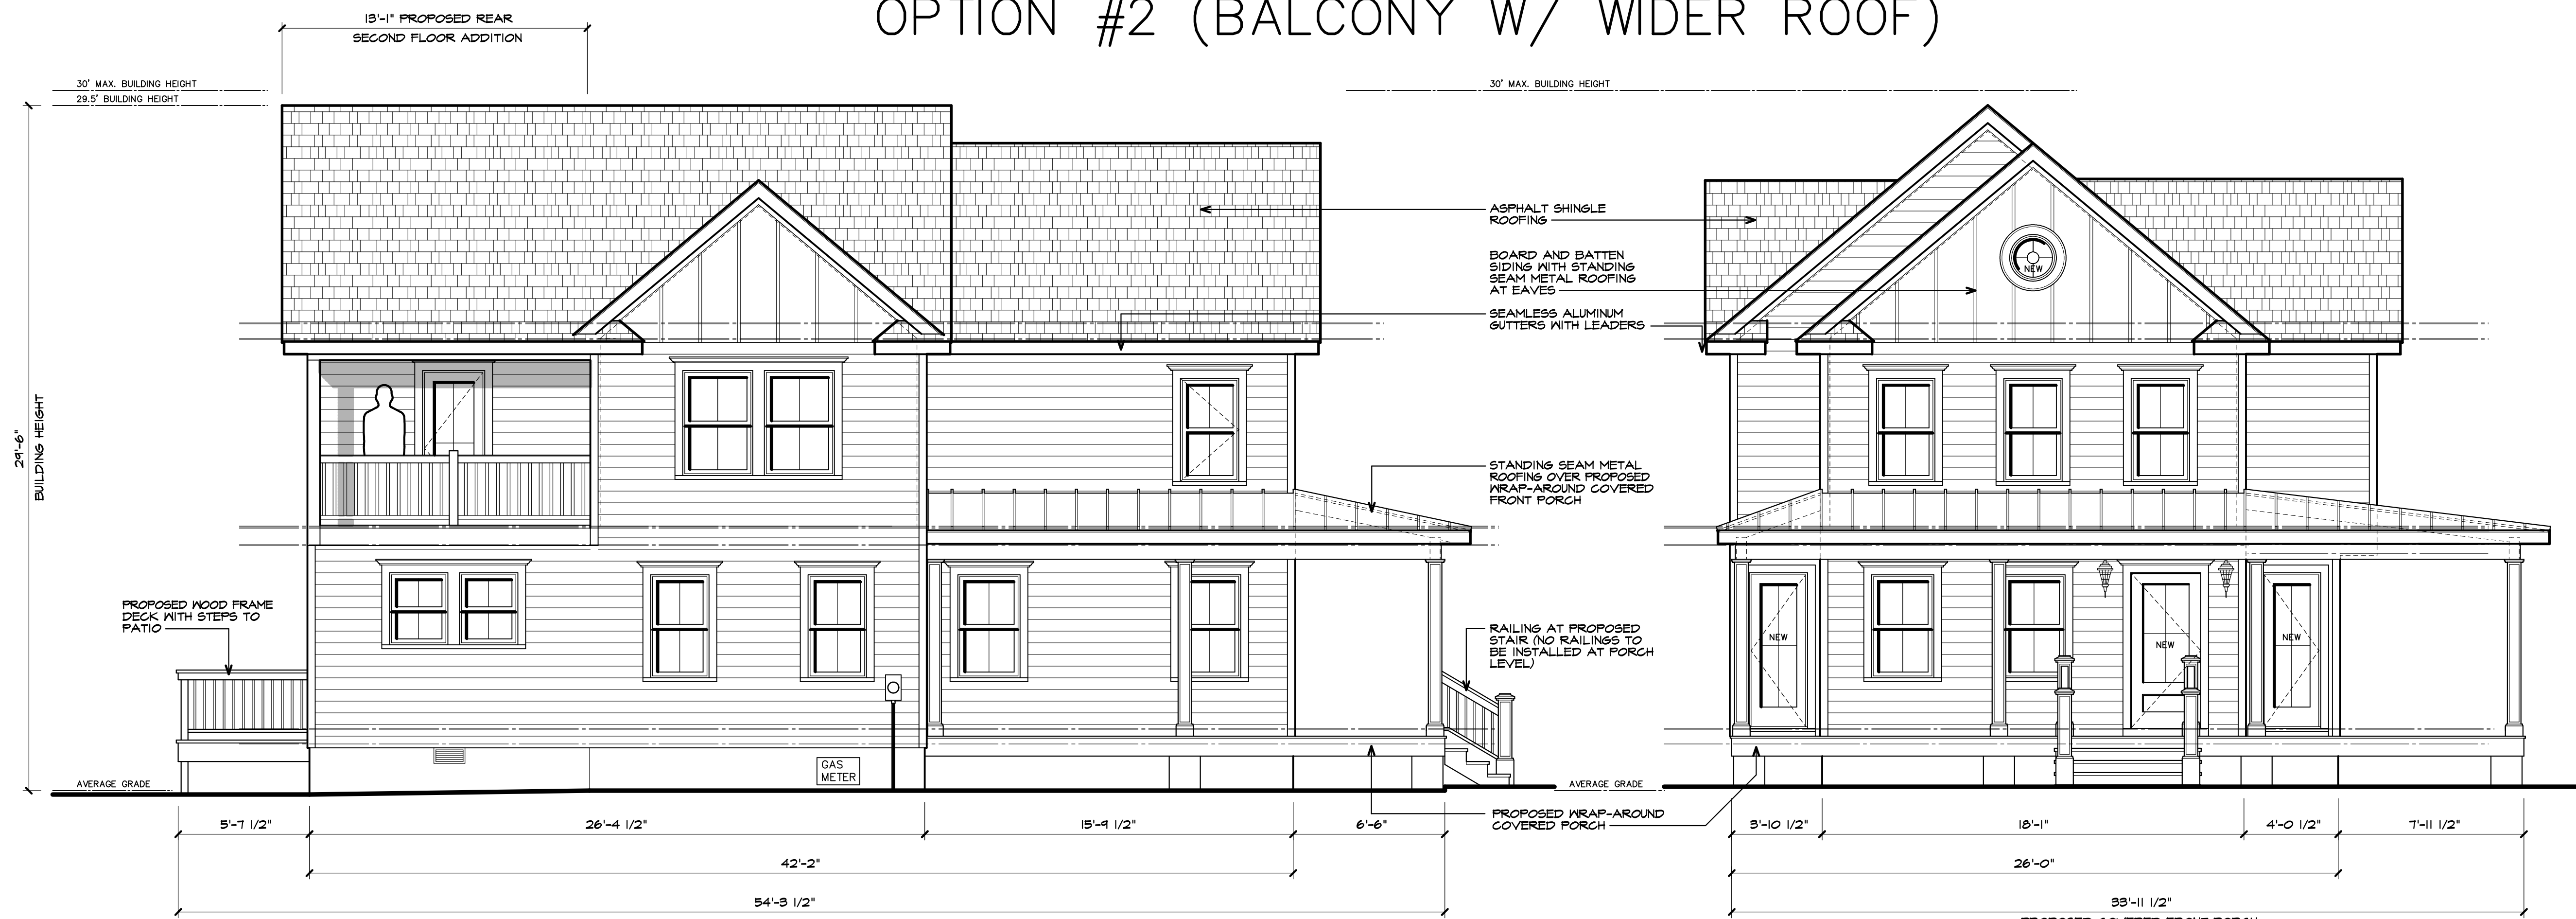 OPTION #2 (BALCONY W/ WIDER ROOF)
13'-1" PROPOSED REAR
SECOND FLOOR ADDITION
30' MAX. BUILDING HEIGHT
29.5' BUILDING HEIGHT
30' MAX. BUILDING HEIGHT
29'-6"
BUILDING HEIGHT
ASPHALT SHINGLE
ROOFING
BOARD AND BATTEN
SIDING WITH STANDING
SEAM METAL ROOFING
AT EAVES
NEW
SEAMLESS ALUMINUM
GUTTERS WITH LEADERS
STANDING SEAM METAL
ROOFING OVER PROPOSED
WRAP-AROUND COVERED
FRONT PORCH
PROPOSED WOOD FRAME
DECK WITH STEPS TO
PATIO
RAILING AT PROPOSED
STAIR (NO RAILINGS TO
BE INSTALLED AT PORCH
LEVEL)
NEW
NEW
NEW
GAS
METER
AVERAGE GRADE
AVERAGE GRADE
PROPOSED WRAP-AROUND
COVERED PORCH
5'-7 1/2"
26'-4 1/2"
15'-9 1/2"
6'-6"
3'-10 1/2"
18'-1"
4'-0 1/2"
7'-11 1/2"
42'-2"
26'-0"
54'-3 1/2"
33'-11 1/2"
PROPOSED COVERED FRONT PORCH